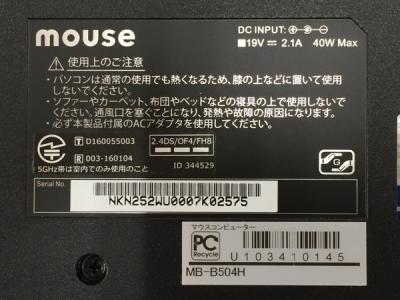 mouse
DC INPUT:
19V 2.1A 40W Max
使用上のご注意
・パソコンは通常の使用でも熱くなるため、膝の上などに置いて使用
しないでください。
・ソファーやカーペット、布団やベッドなどの寝具の上で使用しないで
ください。通風口を塞ぐことになり、発熱や故障の原因になります。
・必ず本製品付属のACアダプタを使用してください。
T D160055003
R 003-160104
5GHz帯は室内でのみ使用のこと
2.4DS/OF4/FH8
ID 344529
Serial No.
NKN252WU0007K02575
マウスコンピューター
PC
Recycle
U103410145
MB-B504H